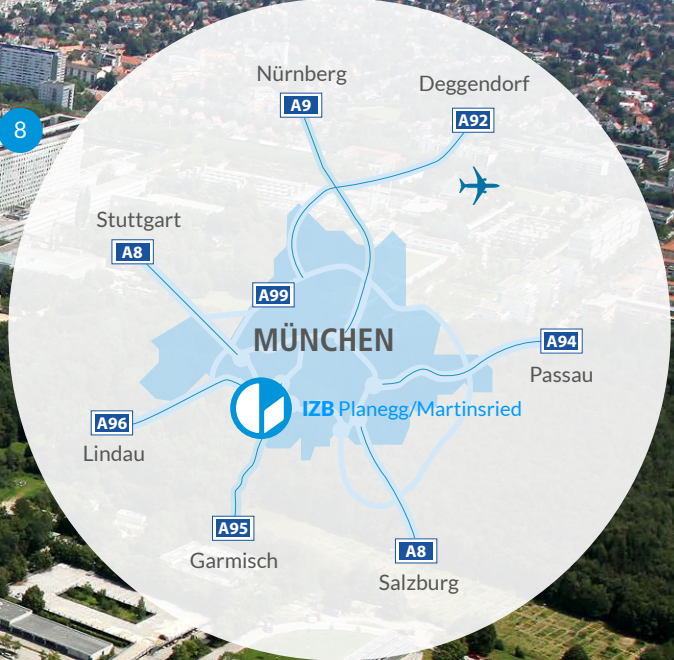 Nürnberg
A9
Deggendorf
A92
8
Stuttgart
A8
A99
MÜNCHEN
A94
Passau
IZB Planegg/Martinsried
A96
Lindau
A95
Garmisch
A8
Salzburg